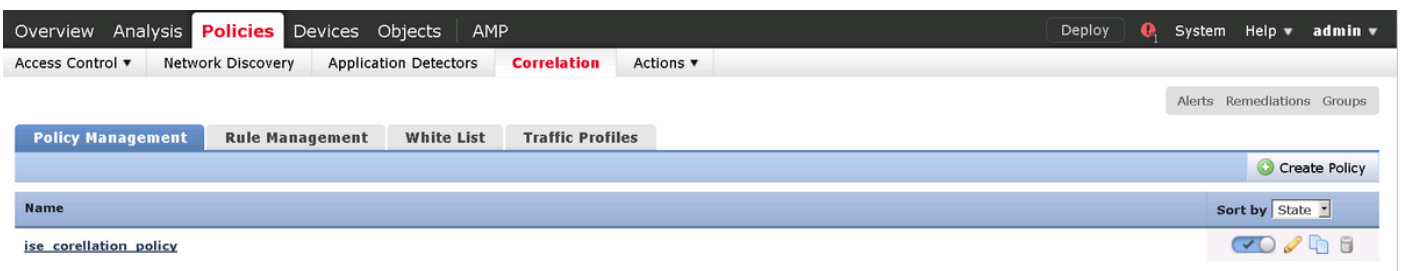 Overview Analysis Policies Devices Objects AMP Deploy 1 System Help admin
Access Control Network Discovery Application Detectors Correlation Actions
Alerts Remediations Groups
Policy Management Rule Management White List Traffic Profiles
Create Policy
Name Sort by State
ise_corellation_policy